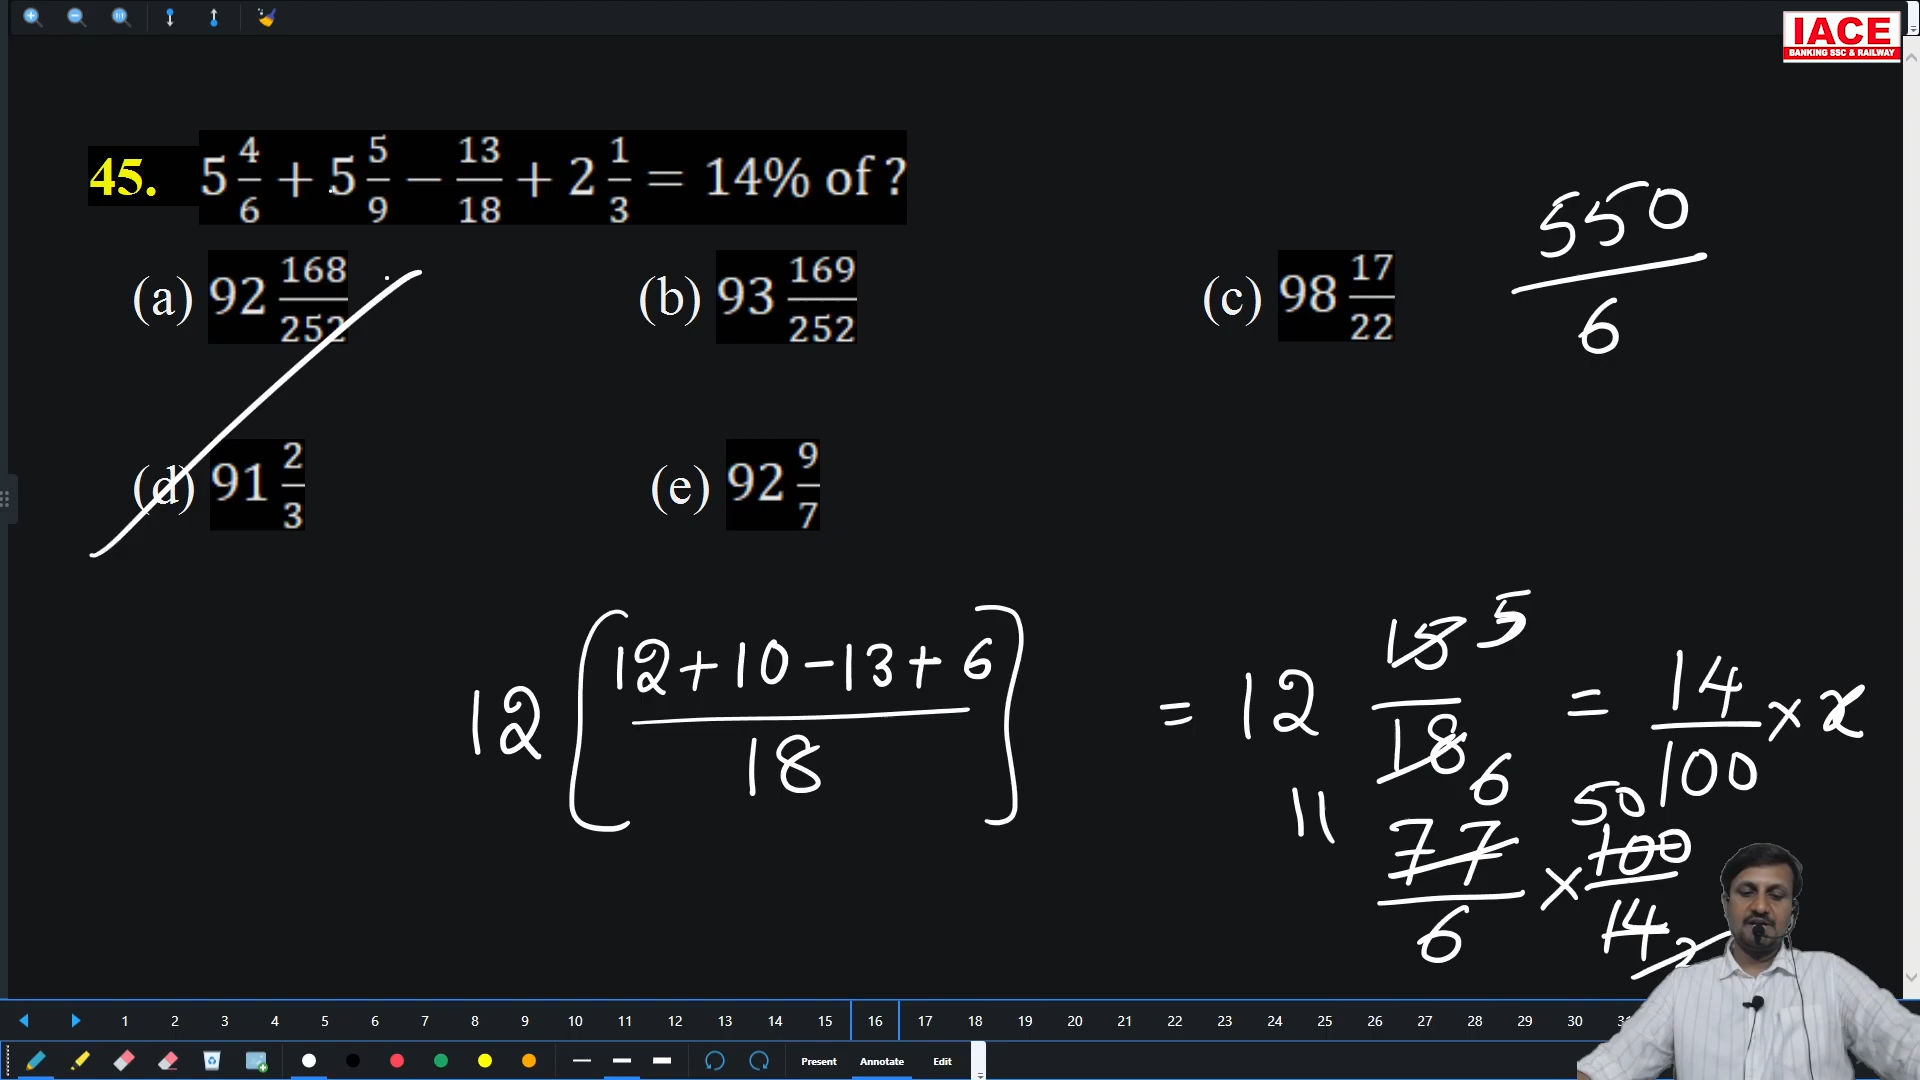 IACE
BANKING SSC & RAILWAY
45. 5 4/6 + 5 5/9 − 13/18 + 2 1/3 = 14% of ?
550/6
(a) 92 168/252 (b) 93 169/252 (c) 98 17/22
(d) 91 2/3 (e) 92 9/7
12 [ 12+10-13+6 / 18 ] = 12 15/18 5 6 = 14/100 × x
11 77/6 × 50 100/14 2
1 2 3 4 5 6 7 8 9 10 11 12 13 14 15 16 17 18 19 20 21 22 23 24 25 26 27 28 29 30
Present Annotate Edit